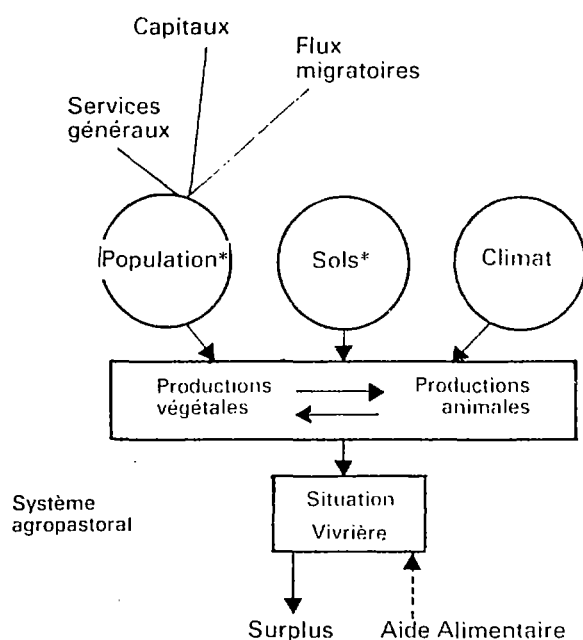 Capitaux
Flux
migratoires
Services
généraux
Population*
Sols*
Climat
Productions
végétales
Productions
animales
Situation
Vivrière
Système
agropastoral
Surplus
Aide Alimentaire